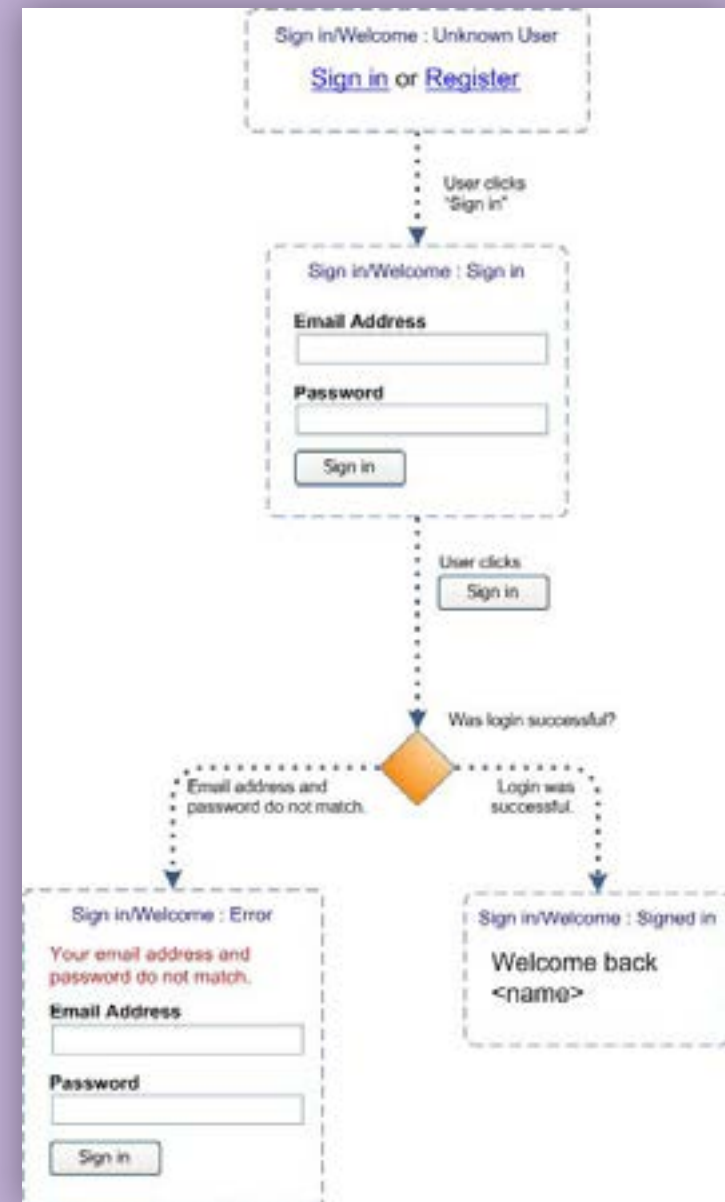 Sign in/Welcome : Unknown User
Sign in or Register
User clicks
"Sign in"
Sign in/Welcome : Sign in
Email Address
Password
Sign in
User clicks
Sign in
Was login successful?
Email address and
password do not match.
Login was
successful.
Sign in/Welcome : Error
Your email address and
password do not match.
Email Address
Password
Sign in
Sign in/Welcome : Signed in
Welcome back
<name>